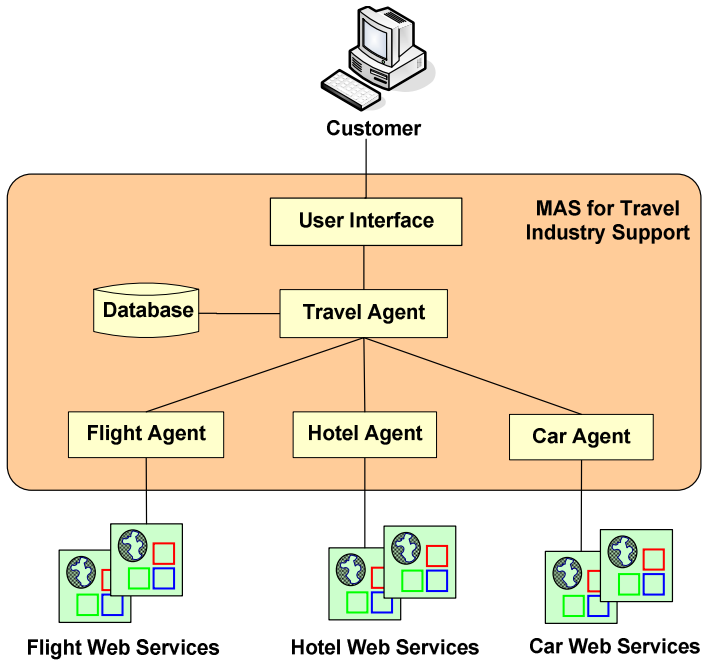 Customer
MAS for Travel
Industry Support
User Interface
Database
Travel Agent
Flight Agent
Hotel Agent
Car Agent
Flight Web Services
Hotel Web Services
Car Web Services